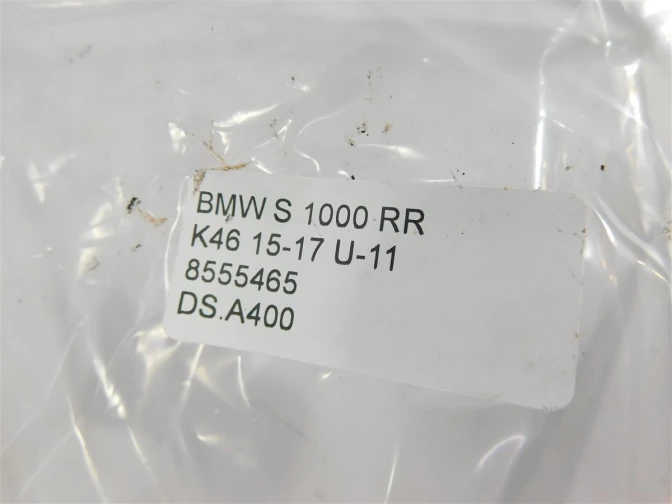 BMW S 1000 RR
K46 15-17 U-11
8555465
DS.A400